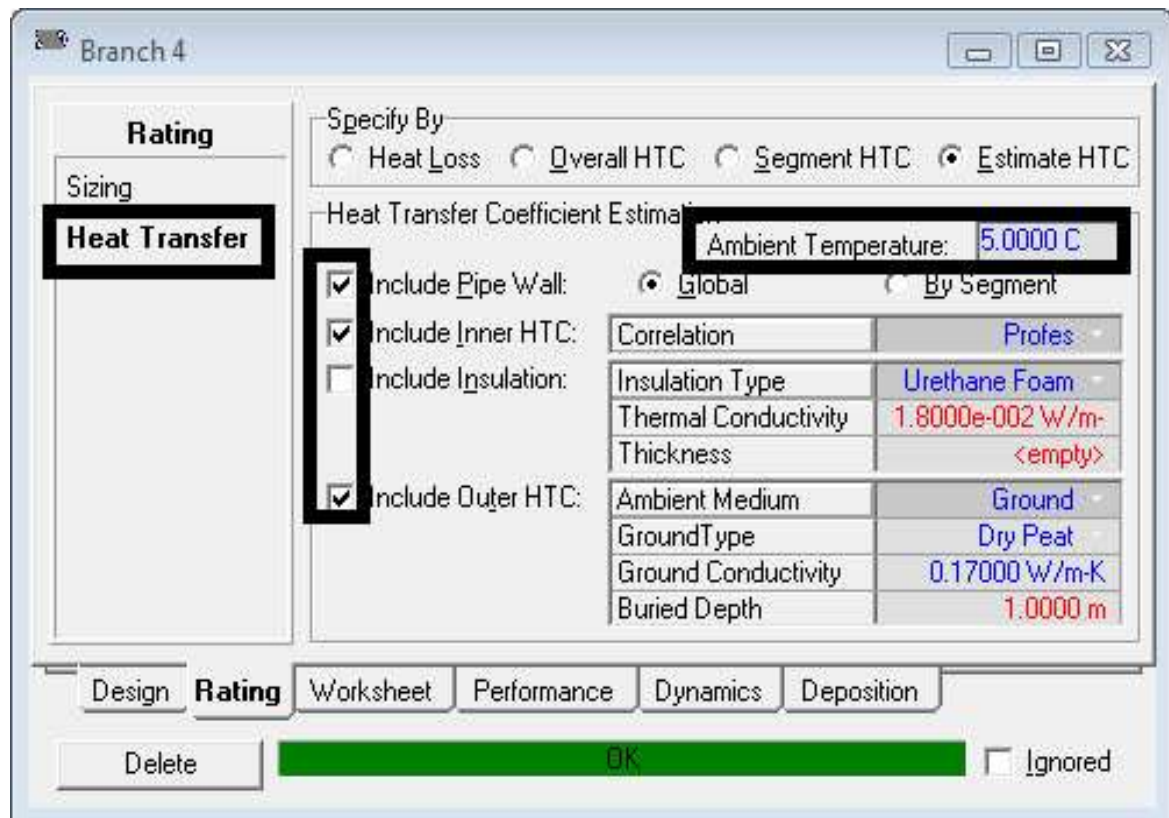 Branch 4
Rating
Sizing
Heat Transfer
Specify By
Heat Loss Overall HTC Segment HTC Estimate HTC
Heat Transfer Coefficient Estimation
Ambient Temperature: 5.0000 C
Include Pipe Wall: Global By Segment
Include Inner HTC: Correlation Profes
Include Insulation: Insulation Type Urethane Foam
Thermal Conductivity 1.8000e-002 W/m-
Thickness <empty>
Include Outer HTC: Ambient Medium Ground
GroundType Dry Peat
Ground Conductivity 0.17000 W/m-K
Buried Depth 1.0000 m
Design Rating Worksheet Performance Dynamics Deposition
Delete OK Ignored